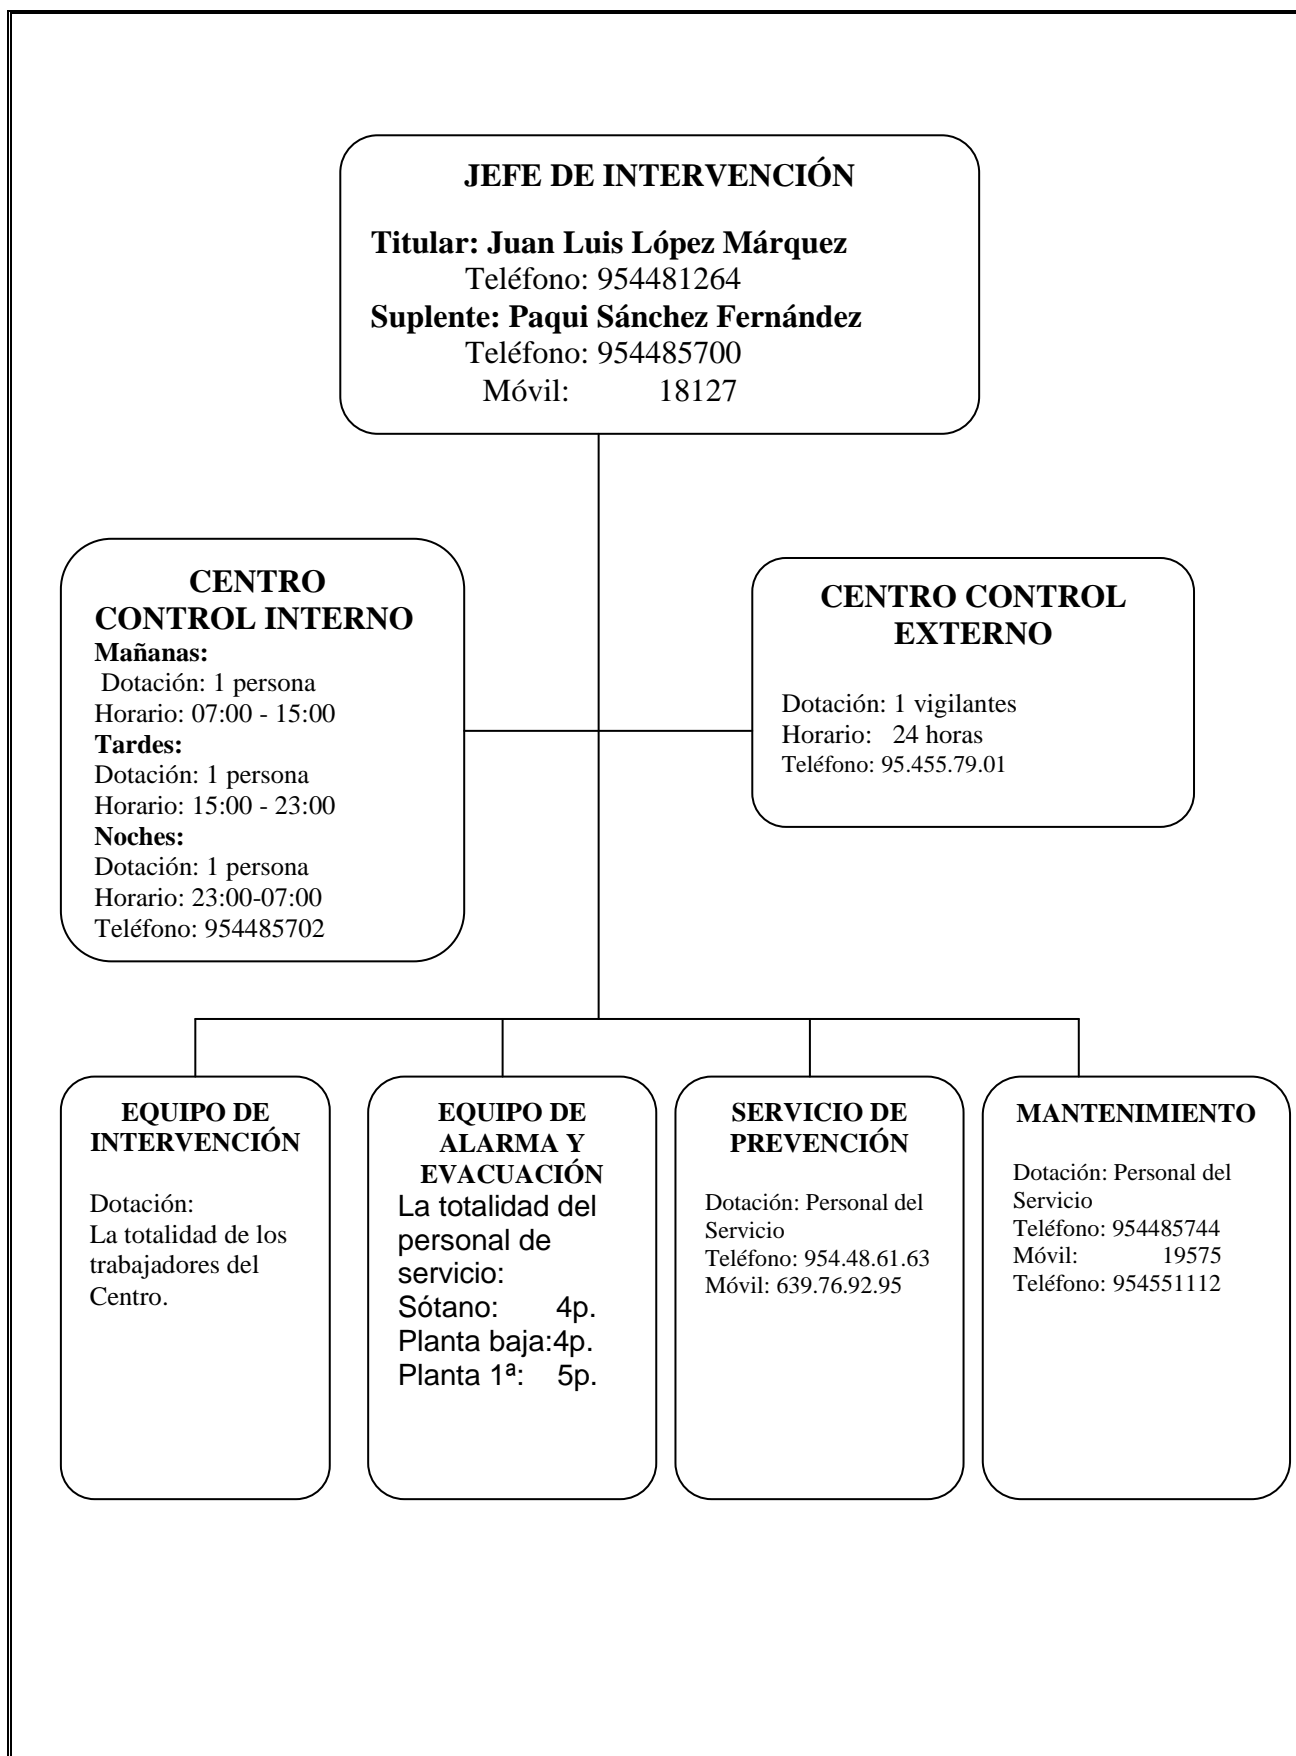 JEFE DE INTERVENCIÓN
Titular: Juan Luis López Márquez
Teléfono: 954481264
Suplente: Paqui Sánchez Fernández
Teléfono: 954485700
Móvil: 18127
CENTRO
CONTROL INTERNO
Mañanas:
Dotación: 1 persona
Horario: 07:00 - 15:00
Tardes:
Dotación: 1 persona
Horario: 15:00 - 23:00
Noches:
Dotación: 1 persona
Horario: 23:00-07:00
Teléfono: 954485702
CENTRO CONTROL
EXTERNO
Dotación: 1 vigilantes
Horario: 24 horas
Teléfono: 95.455.79.01
EQUIPO DE
INTERVENCIÓN
Dotación:
La totalidad de los
trabajadores del
Centro.
EQUIPO DE
ALARMA Y
EVACUACIÓN
La totalidad del
personal de
servicio:
Sótano: 4p.
Planta baja:4p.
Planta 1ª: 5p.
SERVICIO DE
PREVENCIÓN
Dotación: Personal del
Servicio
Teléfono: 954.48.61.63
Móvil: 639.76.92.95
MANTENIMIENTO
Dotación: Personal del
Servicio
Teléfono: 954485744
Móvil: 19575
Teléfono: 954551112